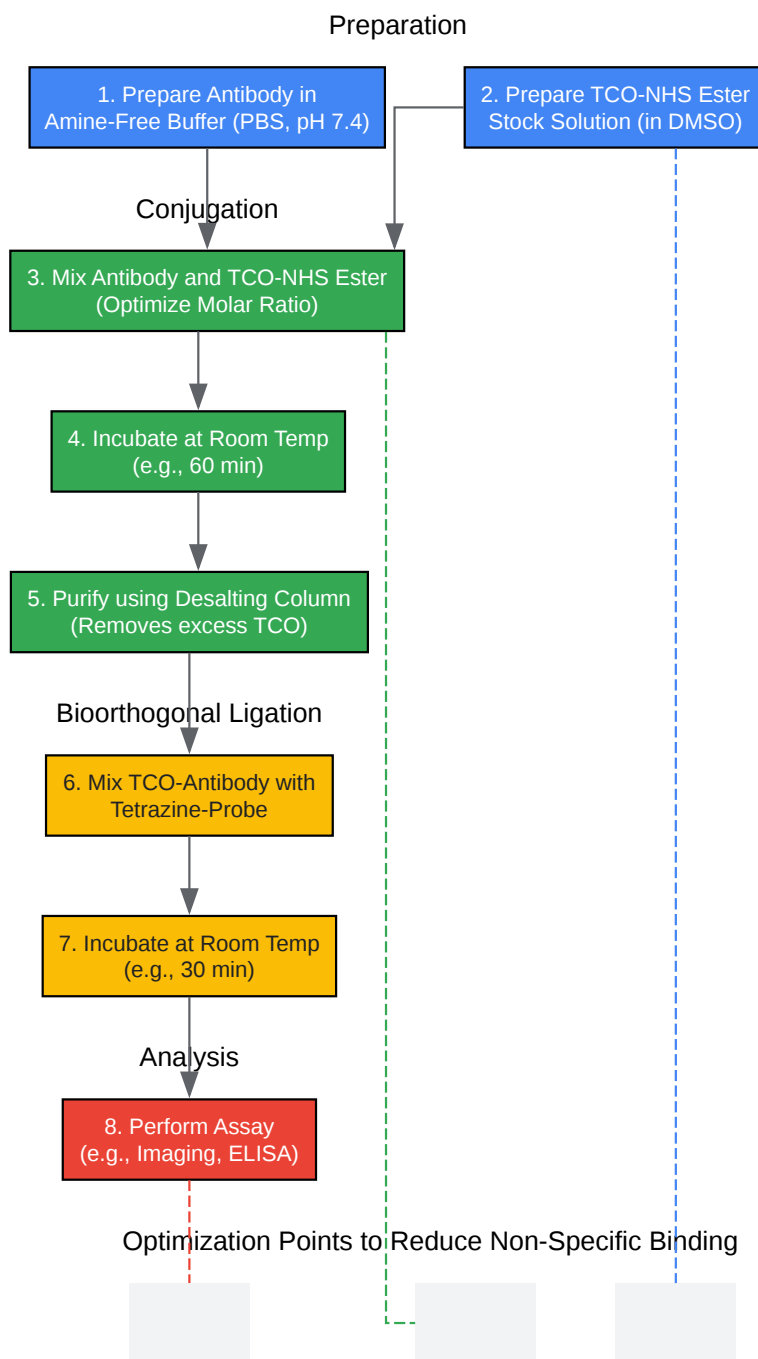 Preparation
1. Prepare Antibody in
Amine-Free Buffer (PBS, pH 7.4)
2. Prepare TCO-NHS Ester
Stock Solution (in DMSO)
Conjugation
3. Mix Antibody and TCO-NHS Ester
(Optimize Molar Ratio)
4. Incubate at Room Temp
(e.g., 60 min)
5. Purify using Desalting Column
(Removes excess TCO)
Bioorthogonal Ligation
6. Mix TCO-Antibody with
Tetrazine-Probe
7. Incubate at Room Temp
(e.g., 30 min)
Analysis
8. Perform Assay
(e.g., Imaging, ELISA)
Optimization Points to Reduce Non-Specific Binding